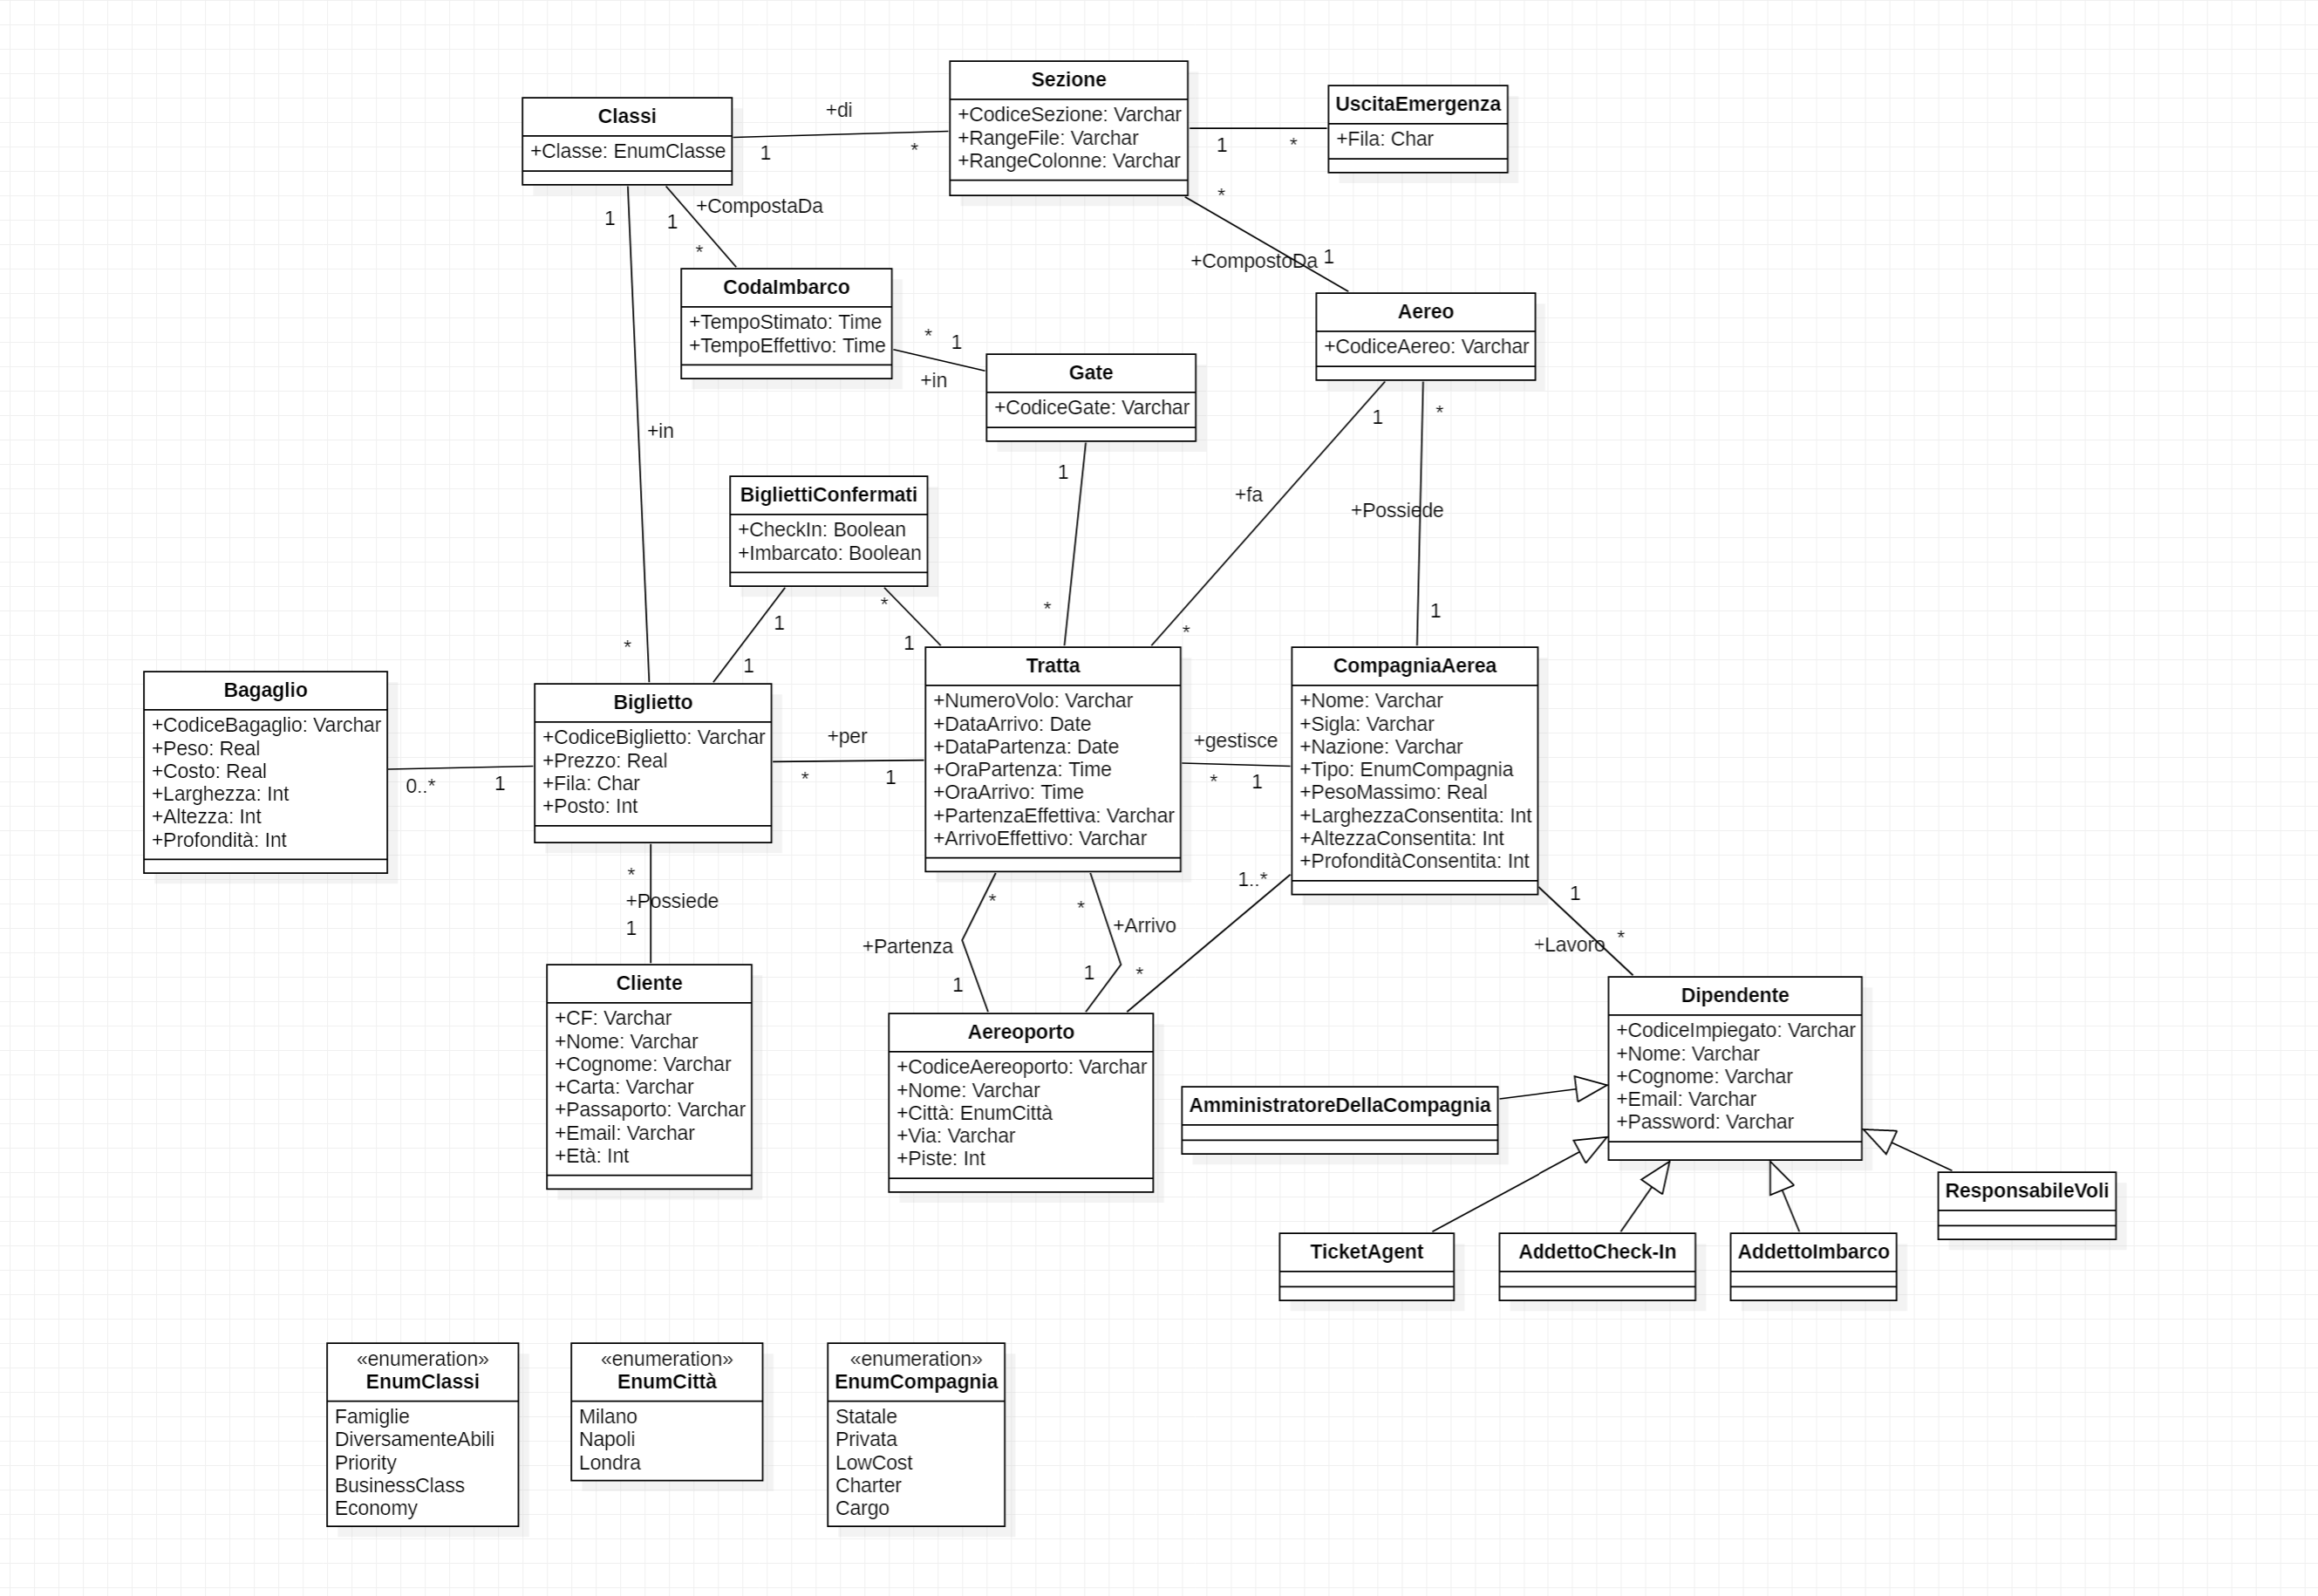 Classi
+Classe: EnumClasse
+di
1
*
Sezione
+CodiceSezione: Varchar
+RangeFile: Varchar
+RangeColonne: Varchar
1
*
UscitaEmergenza
+Fila: Char
*
+CompostoDa
1
1
1
+CompostaDa
*
CodaImbarco
+TempoStimato: Time
+TempoEffettivo: Time
*
1
+in
Gate
+CodiceGate: Varchar
Aereo
+CodiceAereo: Varchar
1
*
+in
1
+fa
+Possiede
BigliettiConfermati
+CheckIn: Boolean
+Imbarcato: Boolean
1
1
*
1
*
*
1
*
Bagaglio
+CodiceBagaglio: Varchar
+Peso: Real
+Costo: Real
+Larghezza: Int
+Altezza: Int
+Profondità: Int
0..*
1
Biglietto
+CodiceBiglietto: Varchar
+Prezzo: Real
+Fila: Char
+Posto: Int
+per
*
1
Tratta
+NumeroVolo: Varchar
+DataArrivo: Date
+DataPartenza: Date
+OraPartenza: Time
+OraArrivo: Time
+PartenzaEffettiva: Varchar
+ArrivoEffettivo: Varchar
+gestisce
*
1
CompagniaAerea
+Nome: Varchar
+Sigla: Varchar
+Nazione: Varchar
+Tipo: EnumCompagnia
+PesoMassimo: Real
+LarghezzaConsentita: Int
+AltezzaConsentita: Int
+ProfonditàConsentita: Int
*
+Possiede
1
*
+Partenza
1
*
+Arrivo
1
1..*
*
1
+Lavoro
*
Cliente
+CF: Varchar
+Nome: Varchar
+Cognome: Varchar
+Carta: Varchar
+Passaporto: Varchar
+Email: Varchar
+Età: Int
Aereoporto
+CodiceAereoporto: Varchar
+Nome: Varchar
+Città: EnumCittà
+Via: Varchar
+Piste: Int
Dipendente
+CodiceImpiegato: Varchar
+Nome: Varchar
+Cognome: Varchar
+Email: Varchar
+Password: Varchar
AmministratoreDellaCompagnia
TicketAgent
AddettoCheck-In
AddettoImbarco
ResponsabileVoli
«enumeration»
EnumClassi
Famiglie
DiversamenteAbili
Priority
BusinessClass
Economy
«enumeration»
EnumCittà
Milano
Napoli
Londra
«enumeration»
EnumCompagnia
Statale
Privata
LowCost
Charter
Cargo